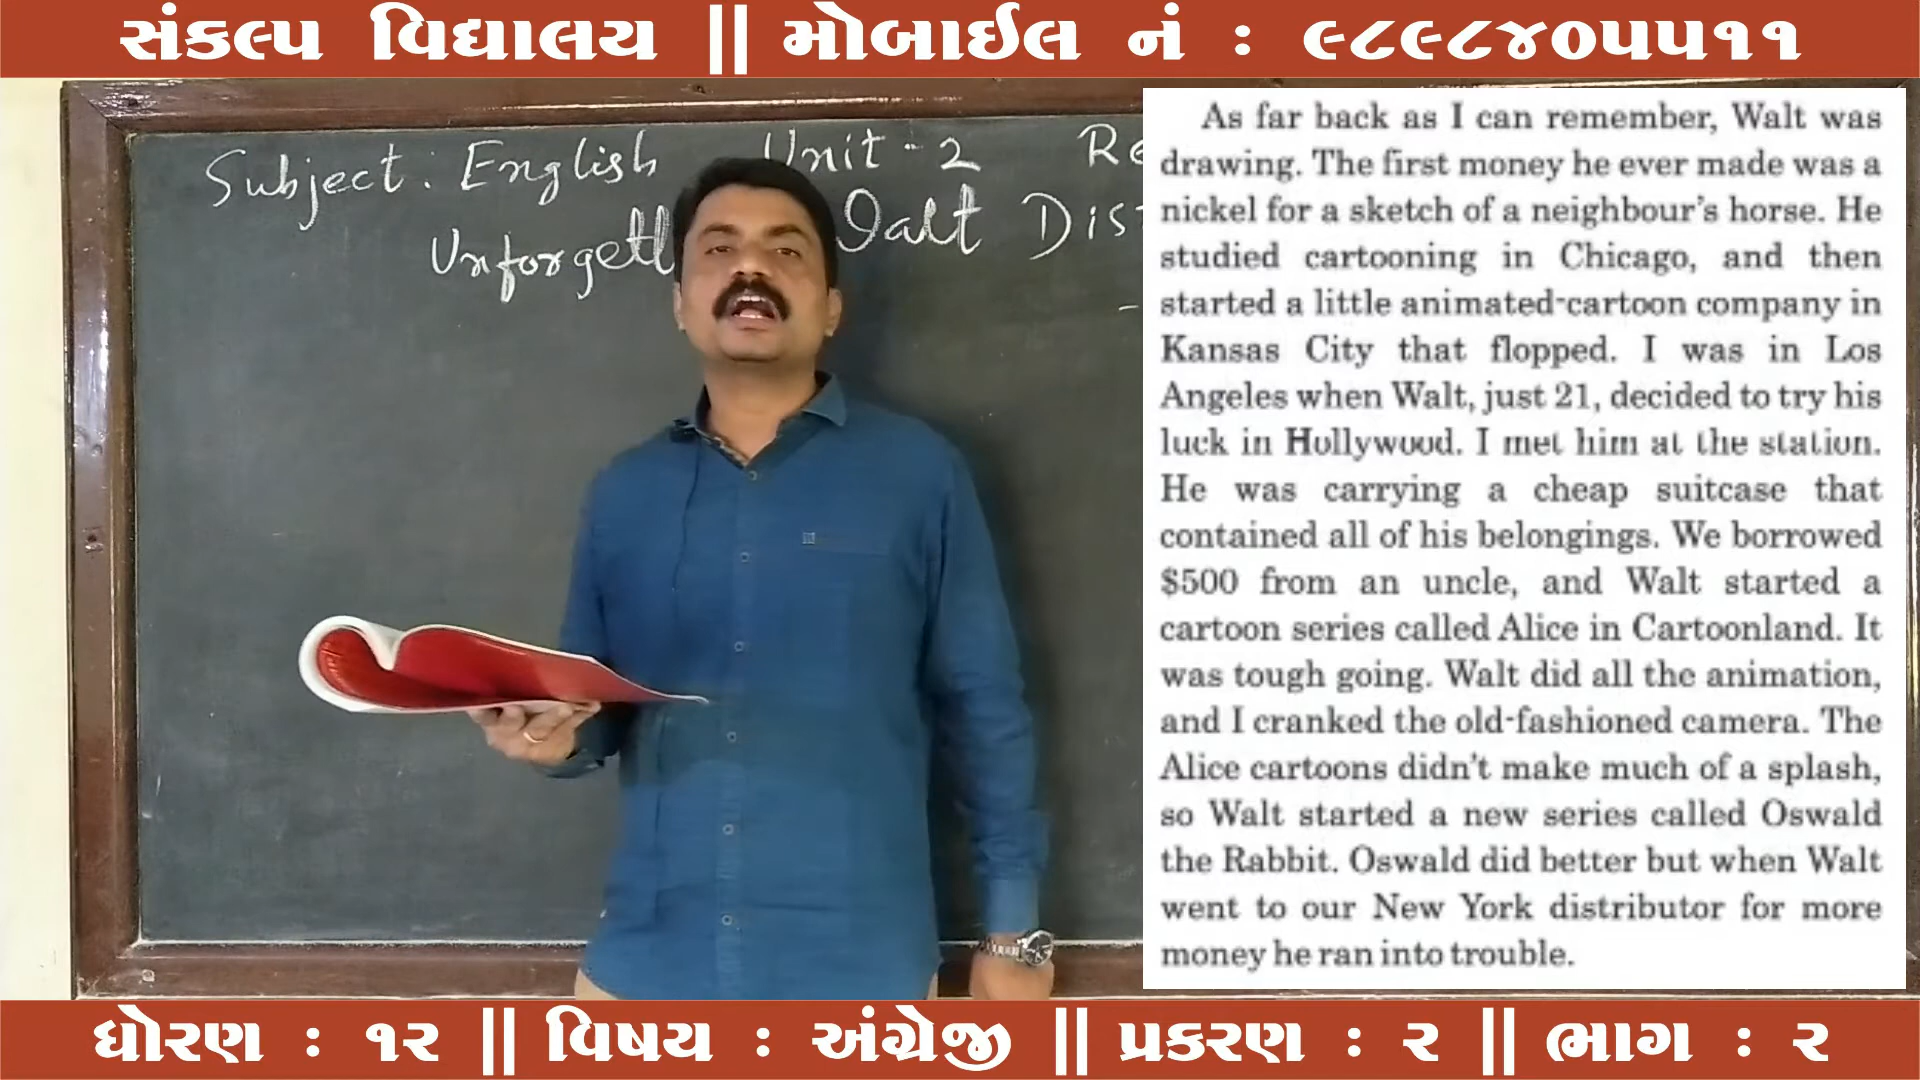 સંકલ્પ વિદ્યાલય || મોબાઈલ નં : ૯૮૯૮૪૦૫૫૧૧
Subject : English Unit - 2
Walt
As far back as I can remember, Walt was
drawing. The first money he ever made was a
nickel for a sketch of a neighbour's horse. He
studied cartooning in Chicago, and then
started a little animated-cartoon company in
Kansas City that flopped. I was in Los
Angeles when Walt, just 21, decided to try his
luck in Hollywood. I met him at the station.
He was carrying a cheap suitcase that
contained all of his belongings. We borrowed
$500 from an uncle, and Walt started a
cartoon series called Alice in Cartoonland. It
was tough going. Walt did all the animation,
and I cranked the old-fashioned camera. The
Alice cartoons didn't make much of a splash,
so Walt started a new series called Oswald
the Rabbit. Oswald did better but when Walt
went to our New York distributor for more
money he ran into trouble.
ધોરણ : ૧૨ || વિષય : અંગ્રેજી || પ્રકરણ : ૨ || ભાગ : ૨